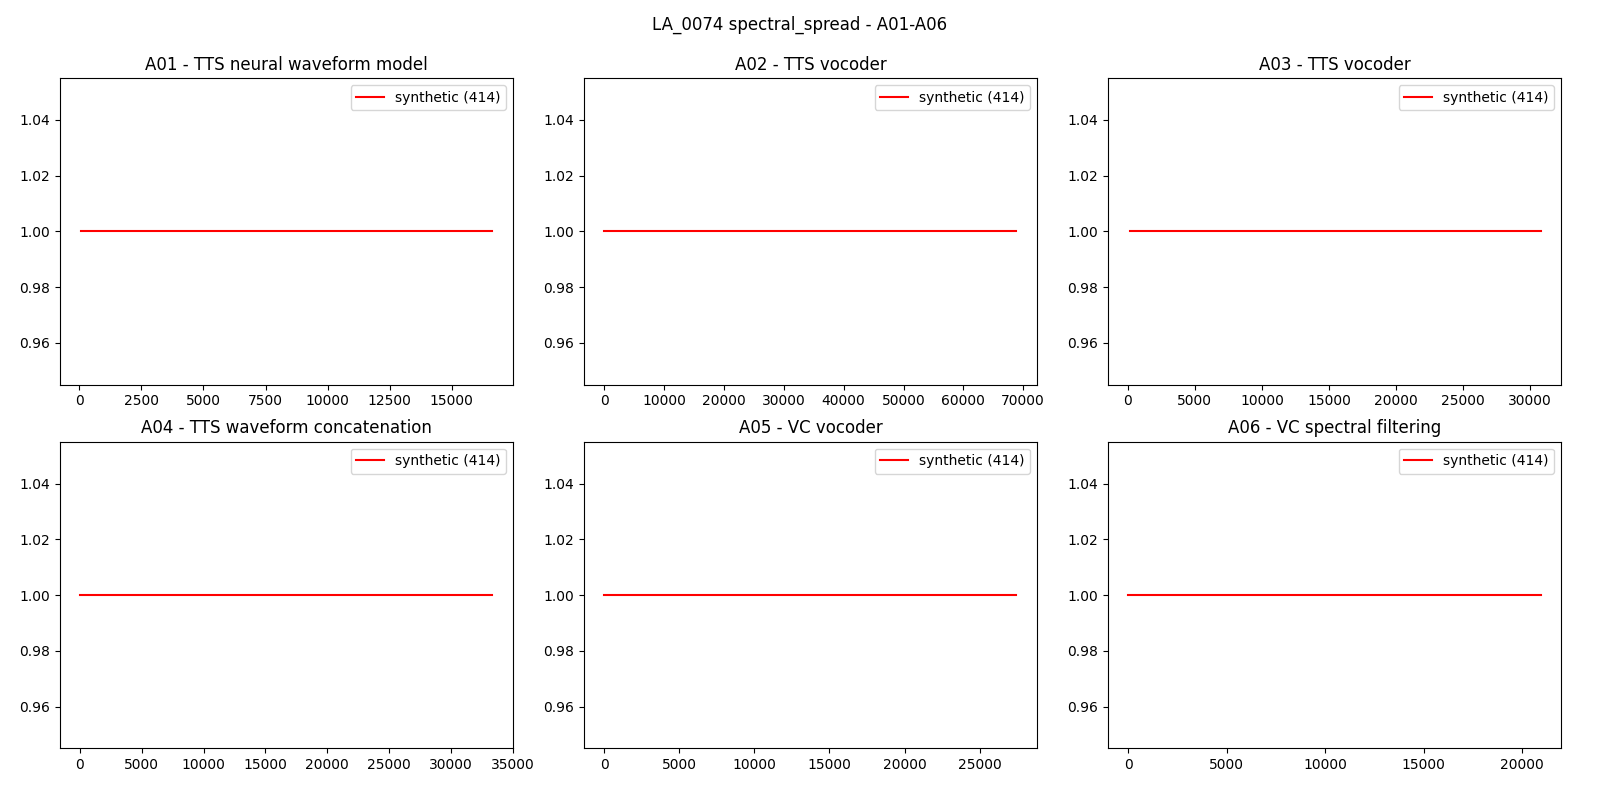 LA_0074 spectral_spread - A01-A06
A01 - TTS neural waveform model
synthetic (414)
1.04
1.02
1.00
0.98
0.96
0 2500 5000 7500 10000 12500 15000
A02 - TTS vocoder
synthetic (414)
1.04
1.02
1.00
0.98
0.96
0 10000 20000 30000 40000 50000 60000 70000
A03 - TTS vocoder
synthetic (414)
1.04
1.02
1.00
0.98
0.96
0 5000 10000 15000 20000 25000 30000
A04 - TTS waveform concatenation
synthetic (414)
1.04
1.02
1.00
0.98
0.96
0 5000 10000 15000 20000 25000 30000 35000
A05 - VC vocoder
synthetic (414)
1.04
1.02
1.00
0.98
0.96
0 5000 10000 15000 20000 25000
A06 - VC spectral filtering
synthetic (414)
1.04
1.02
1.00
0.98
0.96
0 5000 10000 15000 20000